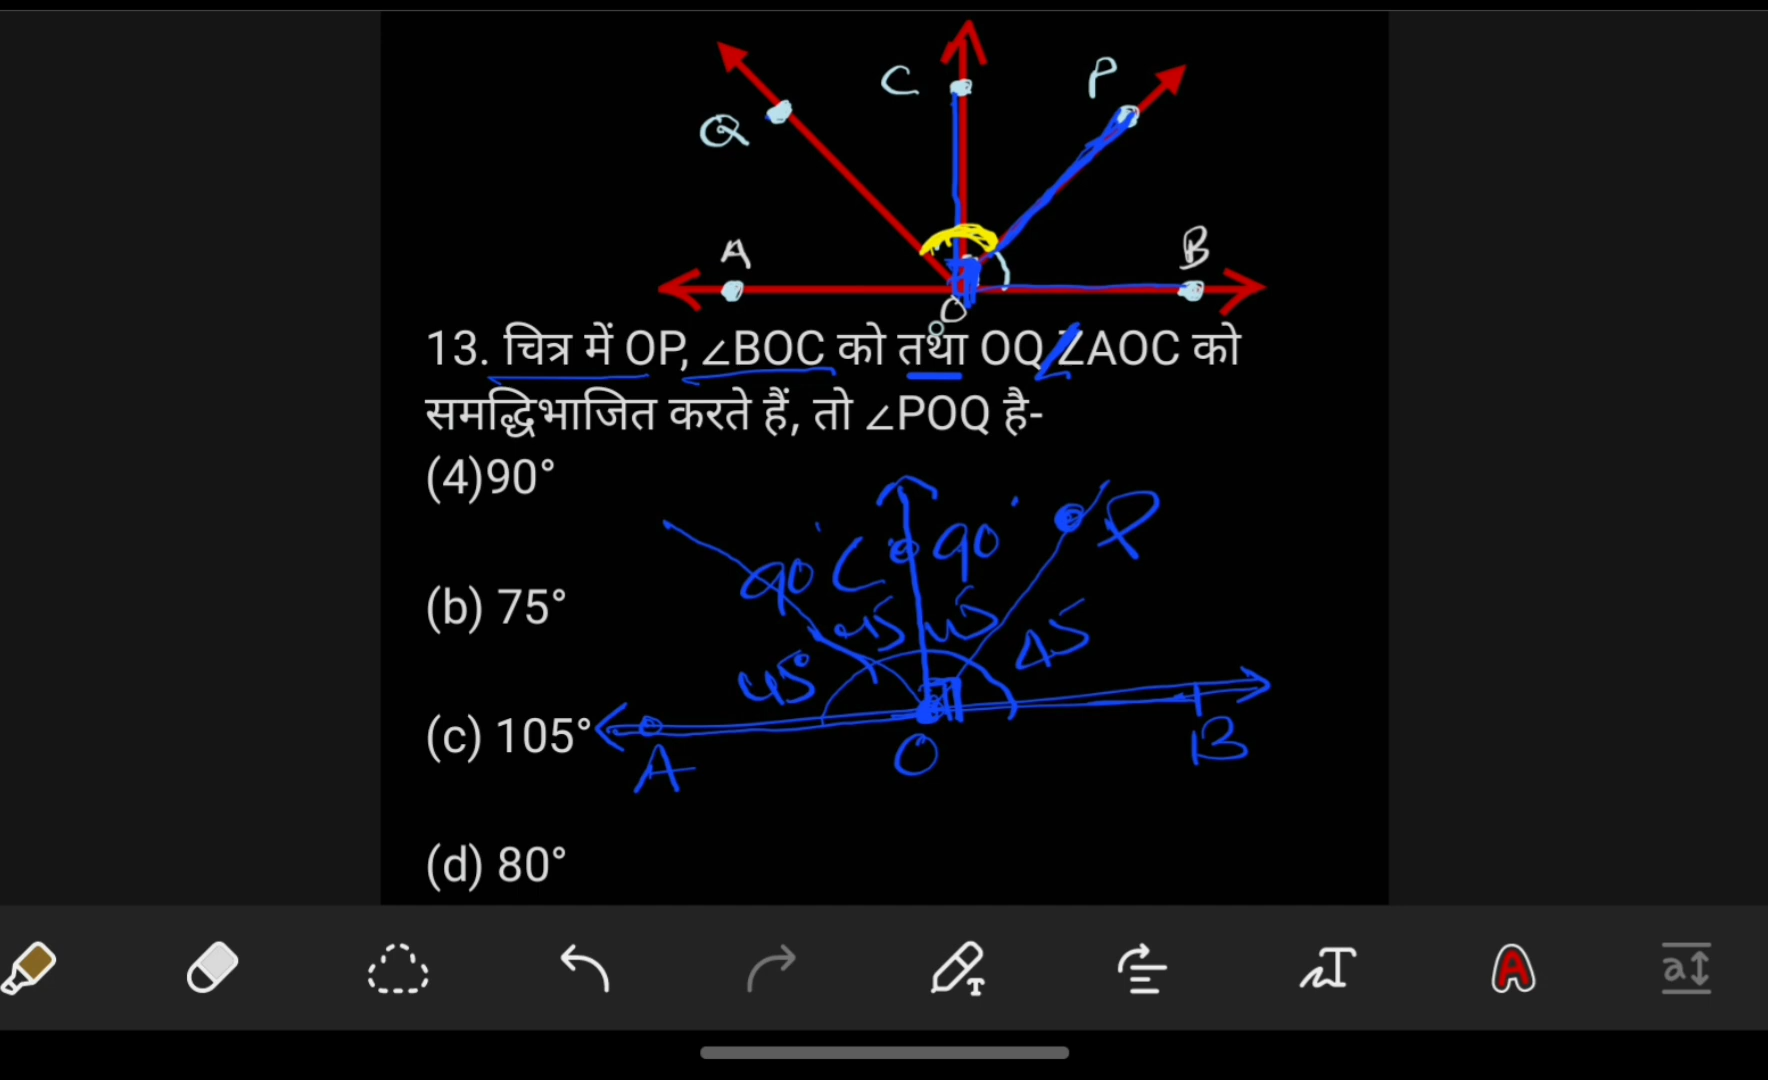 C P
Q
A B
O
13. चित्र में OP, ∠BOC को तथा OQ ∠AOC को
समद्धिभाजित करते हैं, तो ∠POQ है-
(4)90°
P
90° C 90°
(b) 75°
45 45 45
45°
(c) 105°
A O B
(d) 80°
T T A a